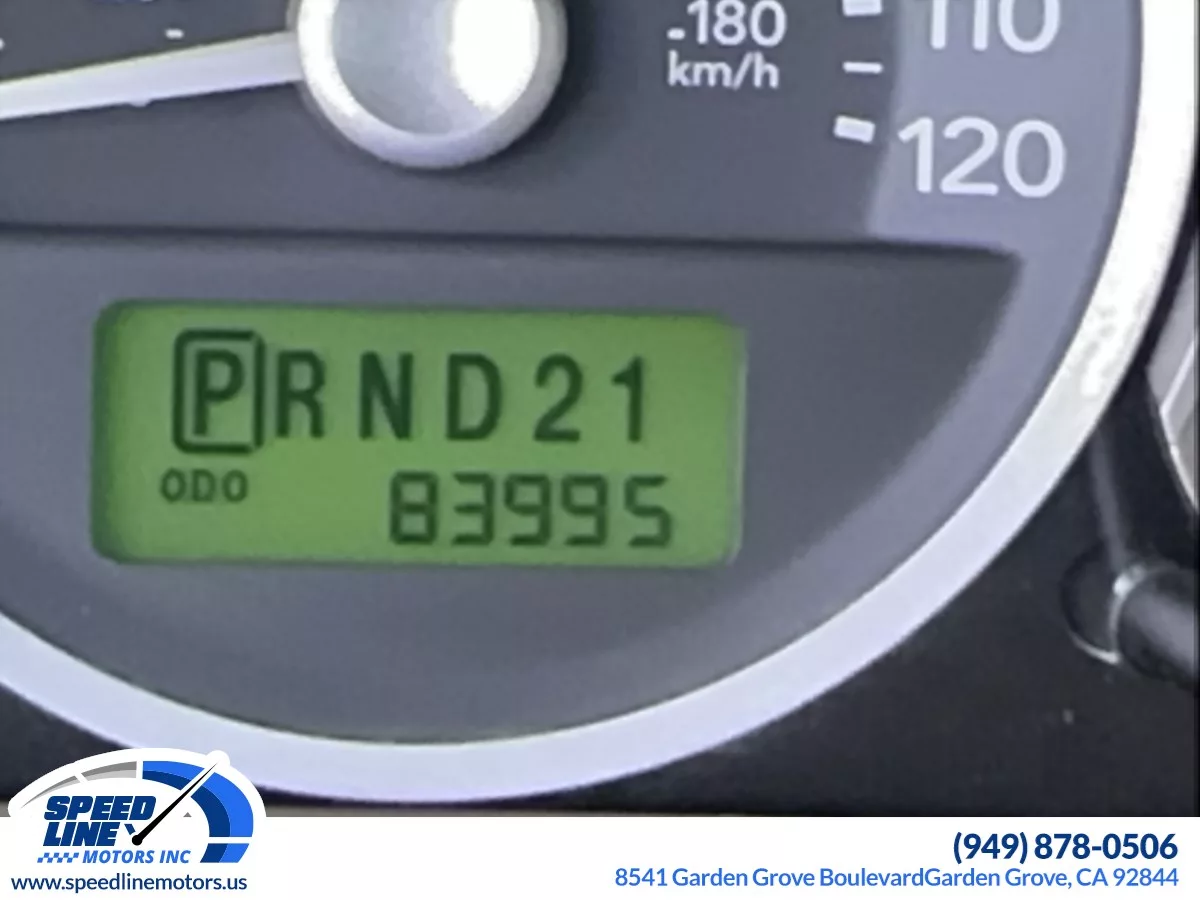 -180
km/h
110
120
P R N D 2 1
ODO 83995
SPEED
LINE
MOTORS INC
www.speedlinemotors.us
(949) 878-0506
8541 Garden Grove BoulevardGarden Grove, CA 92844